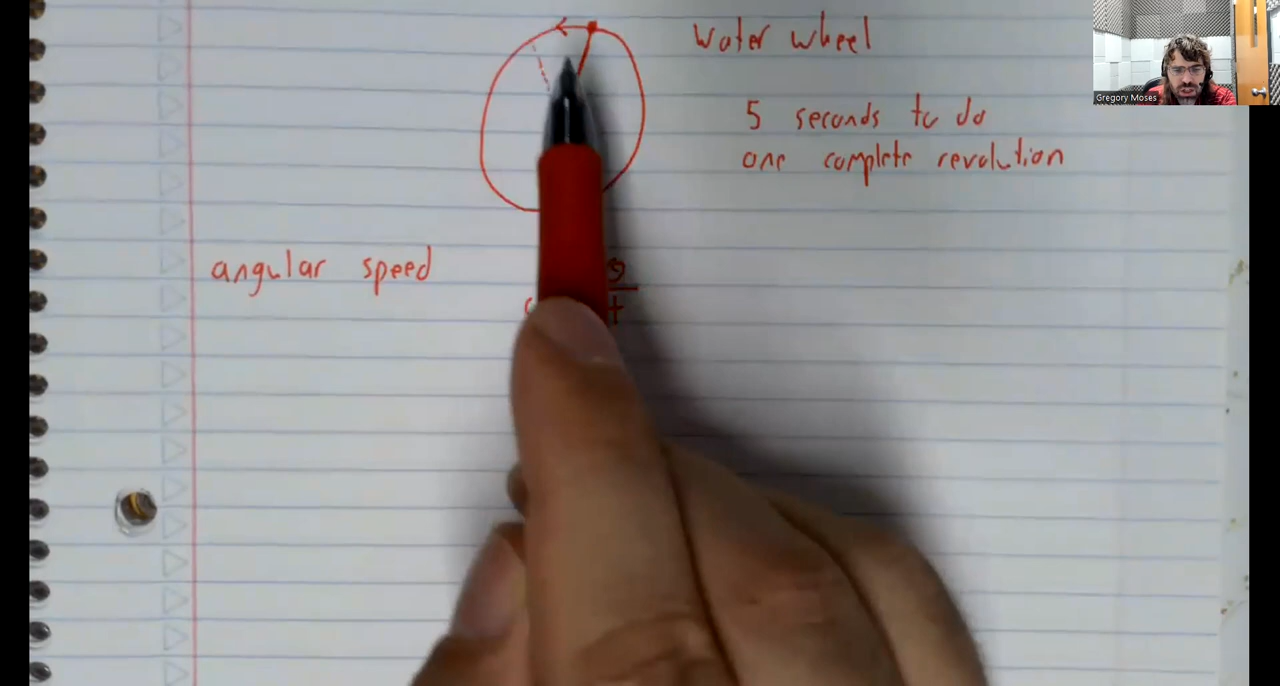 Water wheel
Gregory Moses
5 seconds to do
one complete revolution
angular speed
θ
t